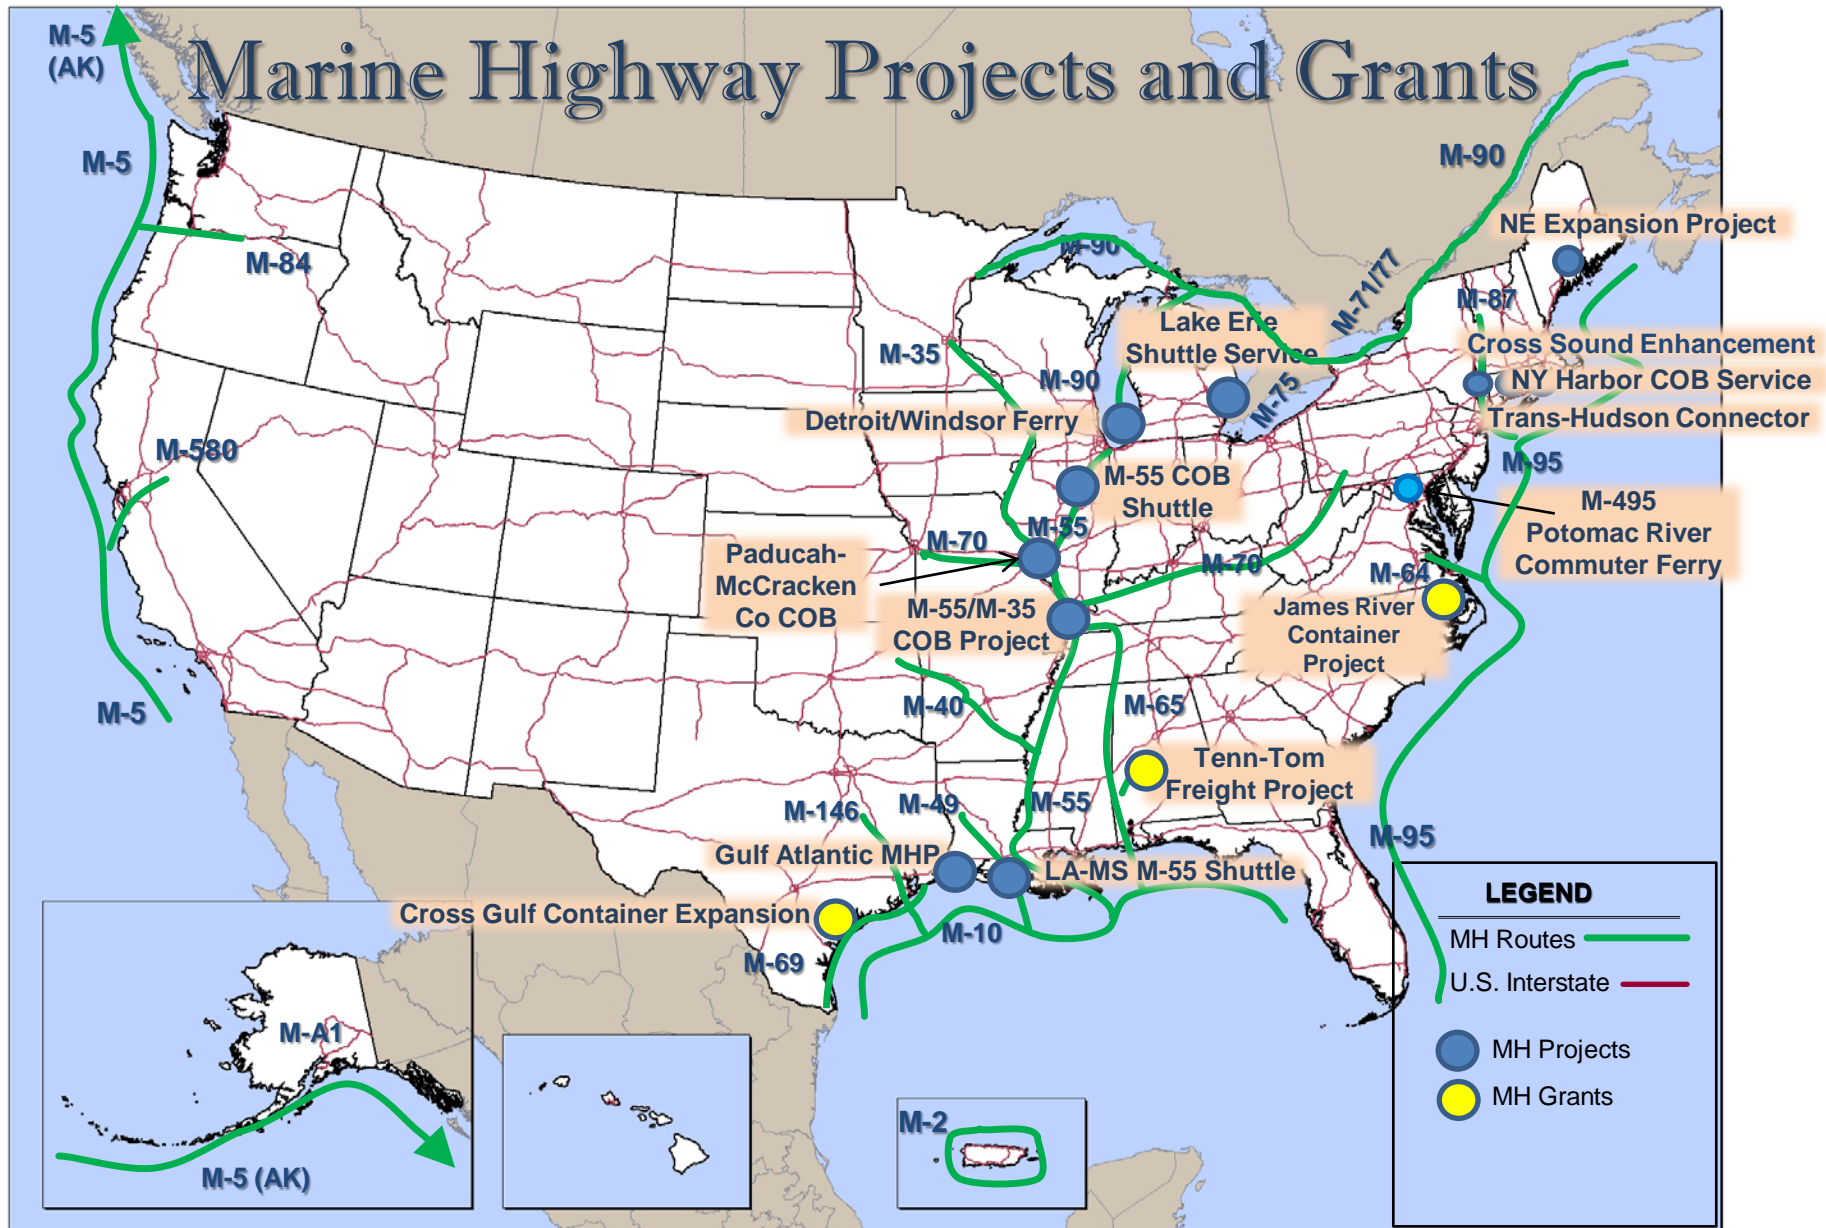 Marine Highway Projects and Grants
M-5
(AK)
M-5
M-84
M-90
NE Expansion Project
M-90
M-71/77
M-87
Lake Erie
Shuttle Service
M-35
M-90
M-75
Cross Sound Enhancement
NY Harbor COB Service
Trans-Hudson Connector
Detroit/Windsor Ferry
M-580
M-95
M-55 COB
Shuttle
M-495
Potomac River
Commuter Ferry
M-55
M-70
Paducah-
McCracken
Co COB
M-70
M-64
James River
Container
Project
M-55/M-35
COB Project
M-5
M-40
M-65
Tenn-Tom
Freight Project
M-146
M-49
M-55
M-95
Gulf Atlantic MHP
LA-MS M-55 Shuttle
Cross Gulf Container Expansion
M-10
M-69
LEGEND
MH Routes
U.S. Interstate
MH Projects
MH Grants
M-A1
M-5 (AK)
M-2